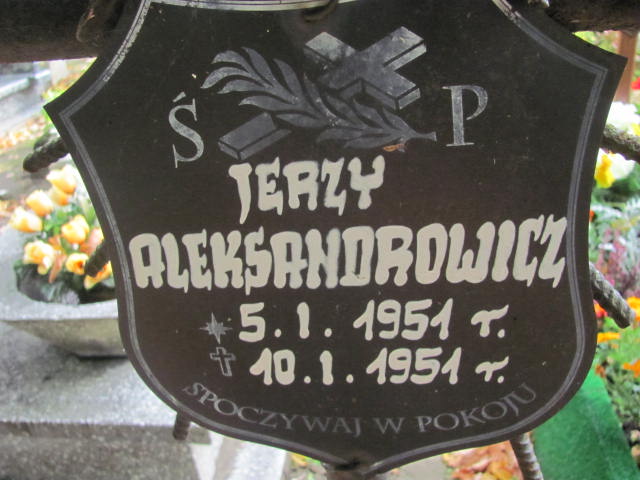 Ś P
JERZY
ALEKSANDROWICZ
5.1.1951 r.
10.1.1951 r.
SPOCZYWAJ W POKOJU